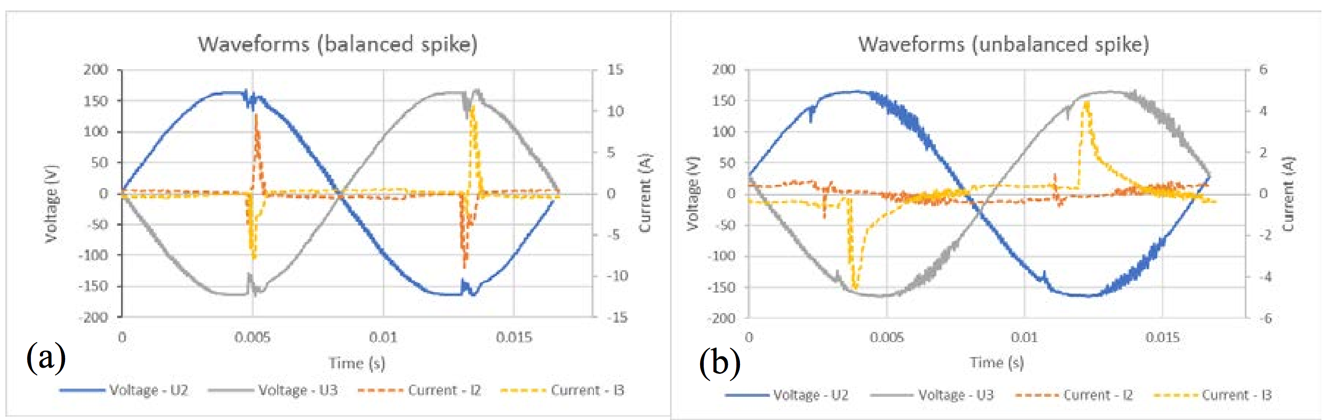 Waveforms (balanced spike)
200
150
100
50
0
-50
-100
-150
-200
Voltage (V)
15
10
5
0
-5
-10
-15
Current (A)
0 0.005 0.01 0.015
Time (s)
Voltage - U2 Voltage - U3 Current - I2 Current - I3
(a)
Waveforms (unbalanced spike)
200
150
100
50
0
-50
-100
-150
-200
Voltage (V)
6
4
2
0
-2
-4
-6
Current (A)
0 0.005 0.01 0.015
Time (s)
Voltage - U2 Voltage - U3 Current - I2 Current - I3
(b)